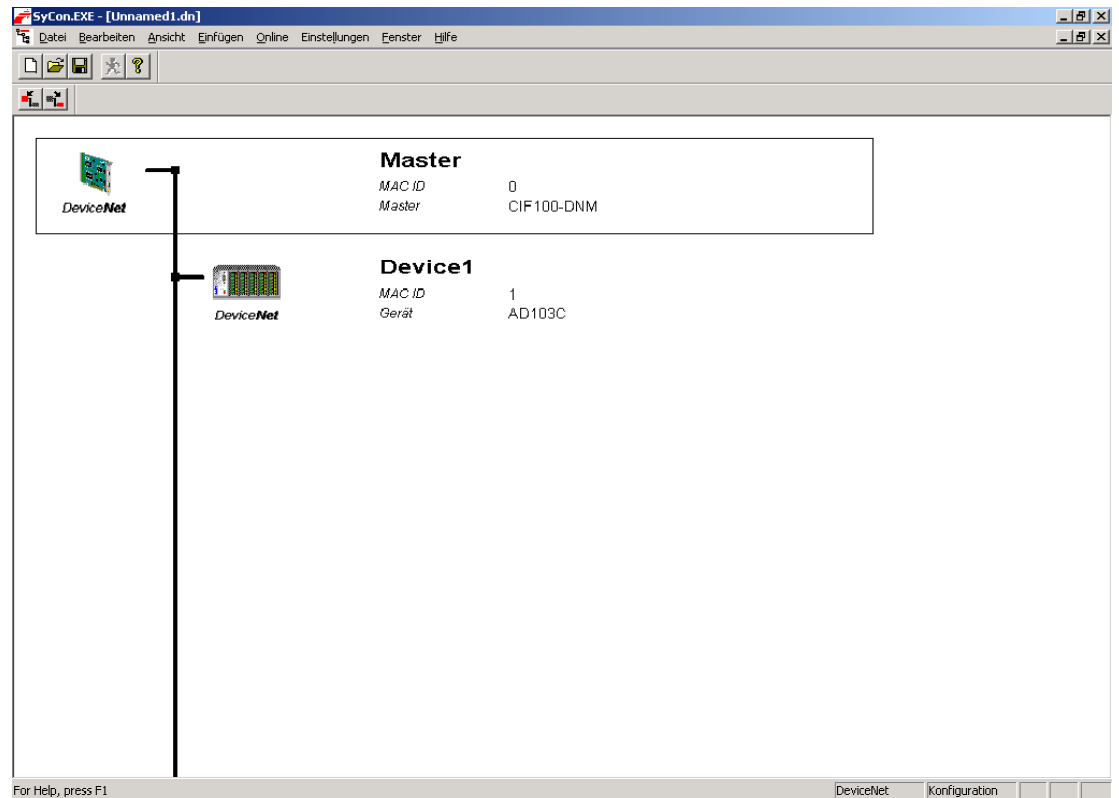 SyCon.EXE - [Unnamed1.dn]
Datei Bearbeiten Ansicht Einfügen Online Einstellungen Fenster Hilfe
Master
MAC ID 0
DeviceNet Master CIF100-DNM
Device1
MAC ID 1
DeviceNet Gerät AD103C
For Help, press F1 DeviceNet Konfiguration